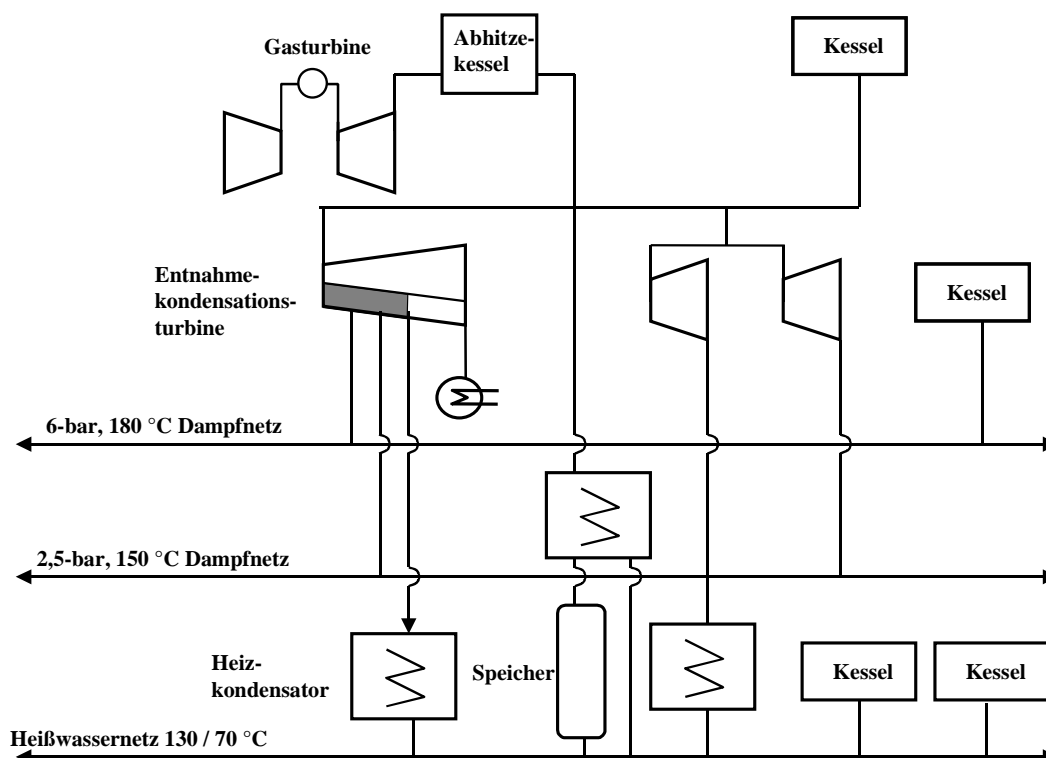 Gasturbine
Abhitze-
kessel
Kessel
Entnahme-
kondensations-
turbine
Kessel
6-bar, 180 °C Dampfnetz
2,5-bar, 150 °C Dampfnetz
Heiz-
kondensator
Speicher
Kessel
Kessel
Heißwassernetz 130 / 70 °C